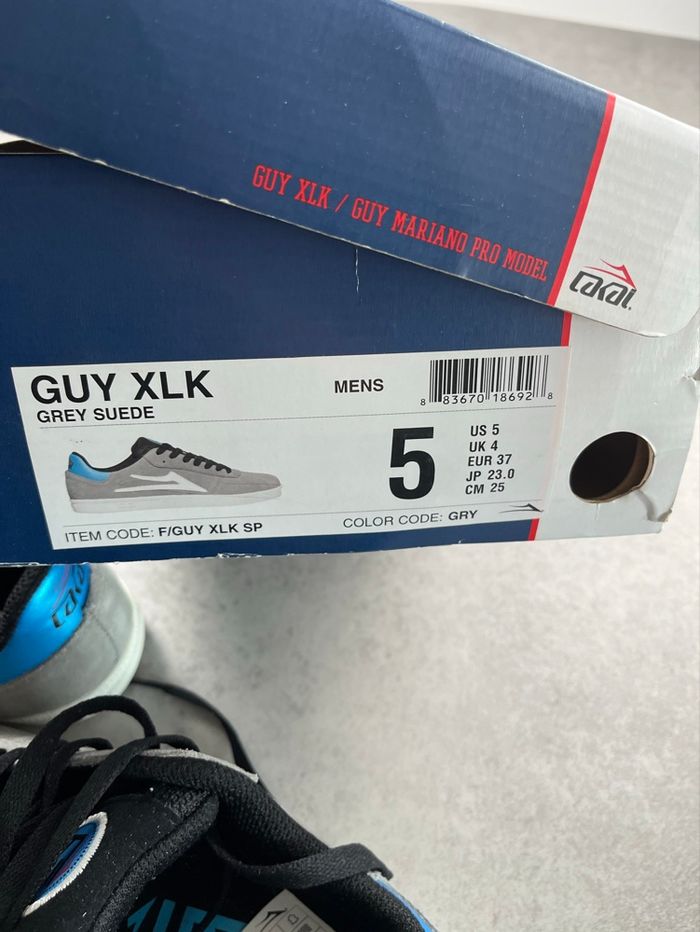 GUY XLK / GUY MARIANO PRO MODEL
LAKAI
GUY XLK
GREY SUEDE
MENS
8 83670 18692 8
5
US 5
UK 4
EUR 37
JP 23.0
CM 25
ITEM CODE: F/GUY XLK SP
COLOR CODE: GRY
LAKAI